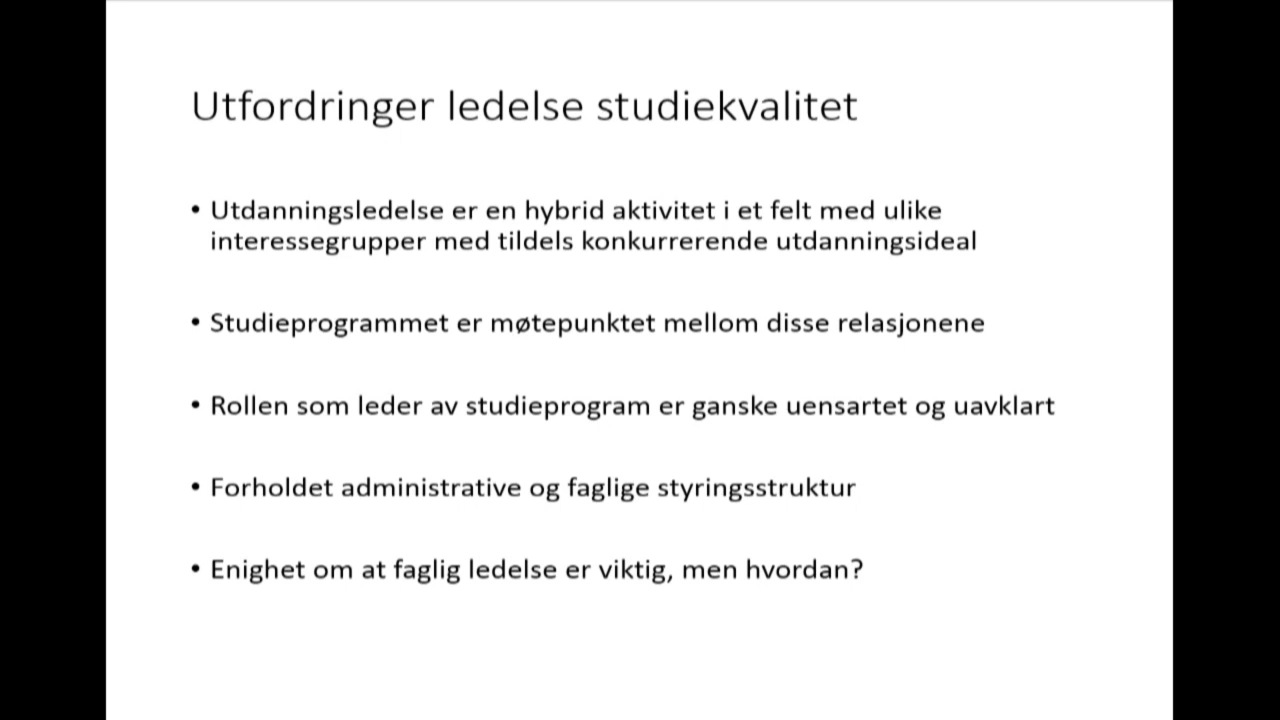 Utfordringer ledelse studiekvalitet
• Utdanningsledelse er en hybrid aktivitet i et felt med ulike
interessegrupper med tildels konkurrerende utdanningsideal
• Studieprogrammet er møtepunktet mellom disse relasjonene
• Rollen som leder av studieprogram er ganske uensartet og uavklart
• Forholdet administrative og faglige styringsstruktur
• Enighet om at faglig ledelse er viktig, men hvordan?